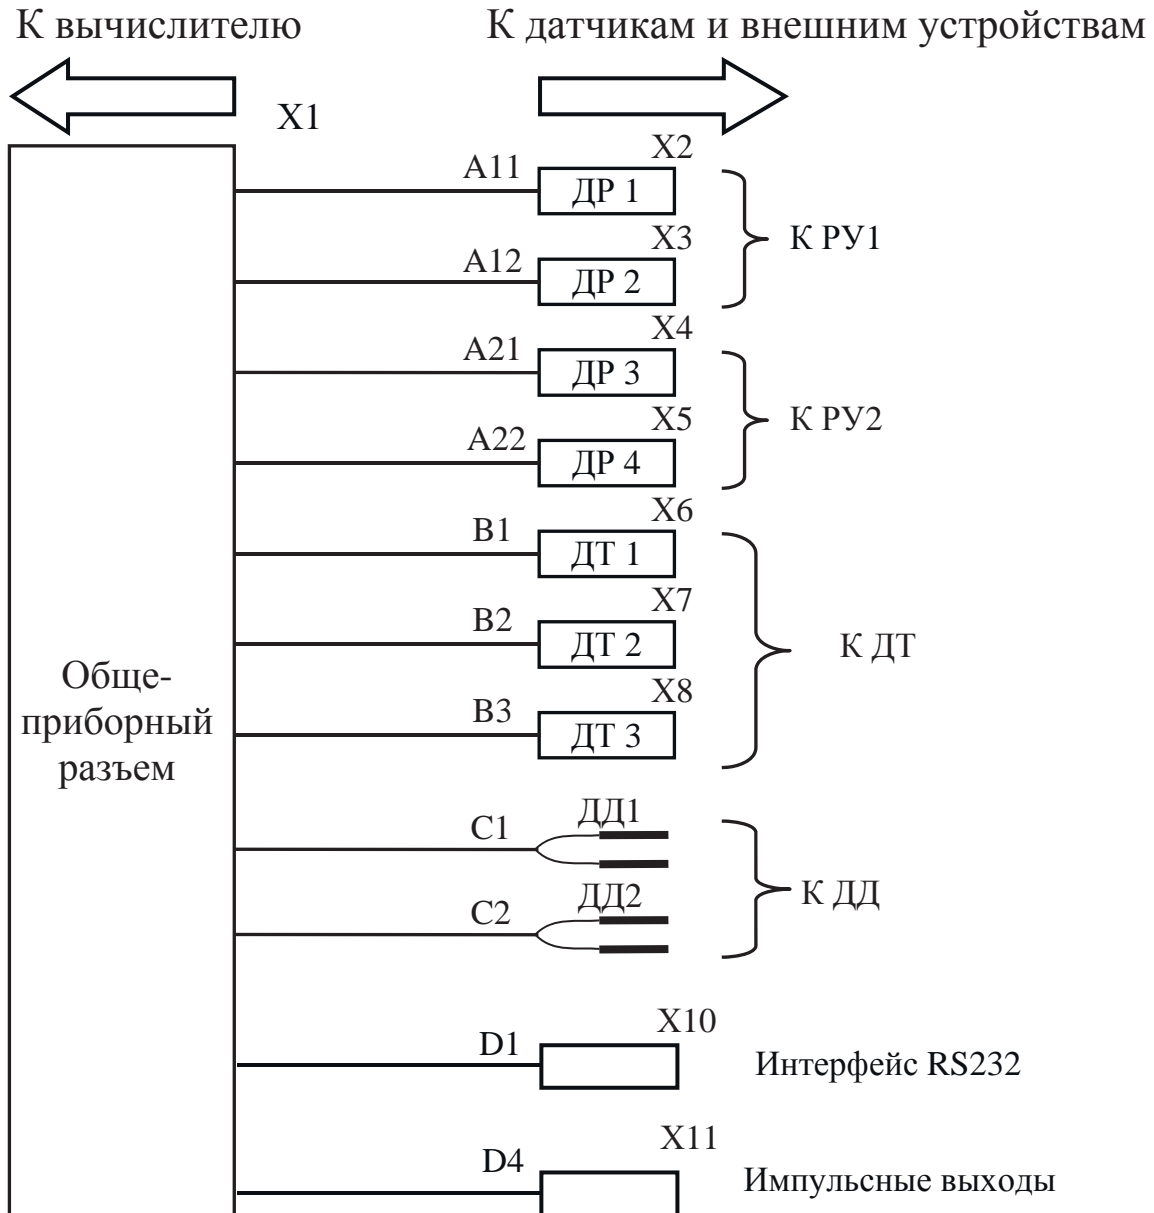 К вычислителю
К датчикам и внешним устройствам
X1
X2
A11
ДР 1
К РУ1
X3
A12
ДР 2
X4
A21
ДР 3
К РУ2
X5
A22
ДР 4
X6
B1
ДТ 1
X7
B2
ДТ 2
К ДТ
X8
B3
ДТ 3
Обще-
приборный
разъем
ДД1
C1
К ДД
ДД2
C2
X10
D1
Интерфейс RS232
X11
D4
Импульсные выходы